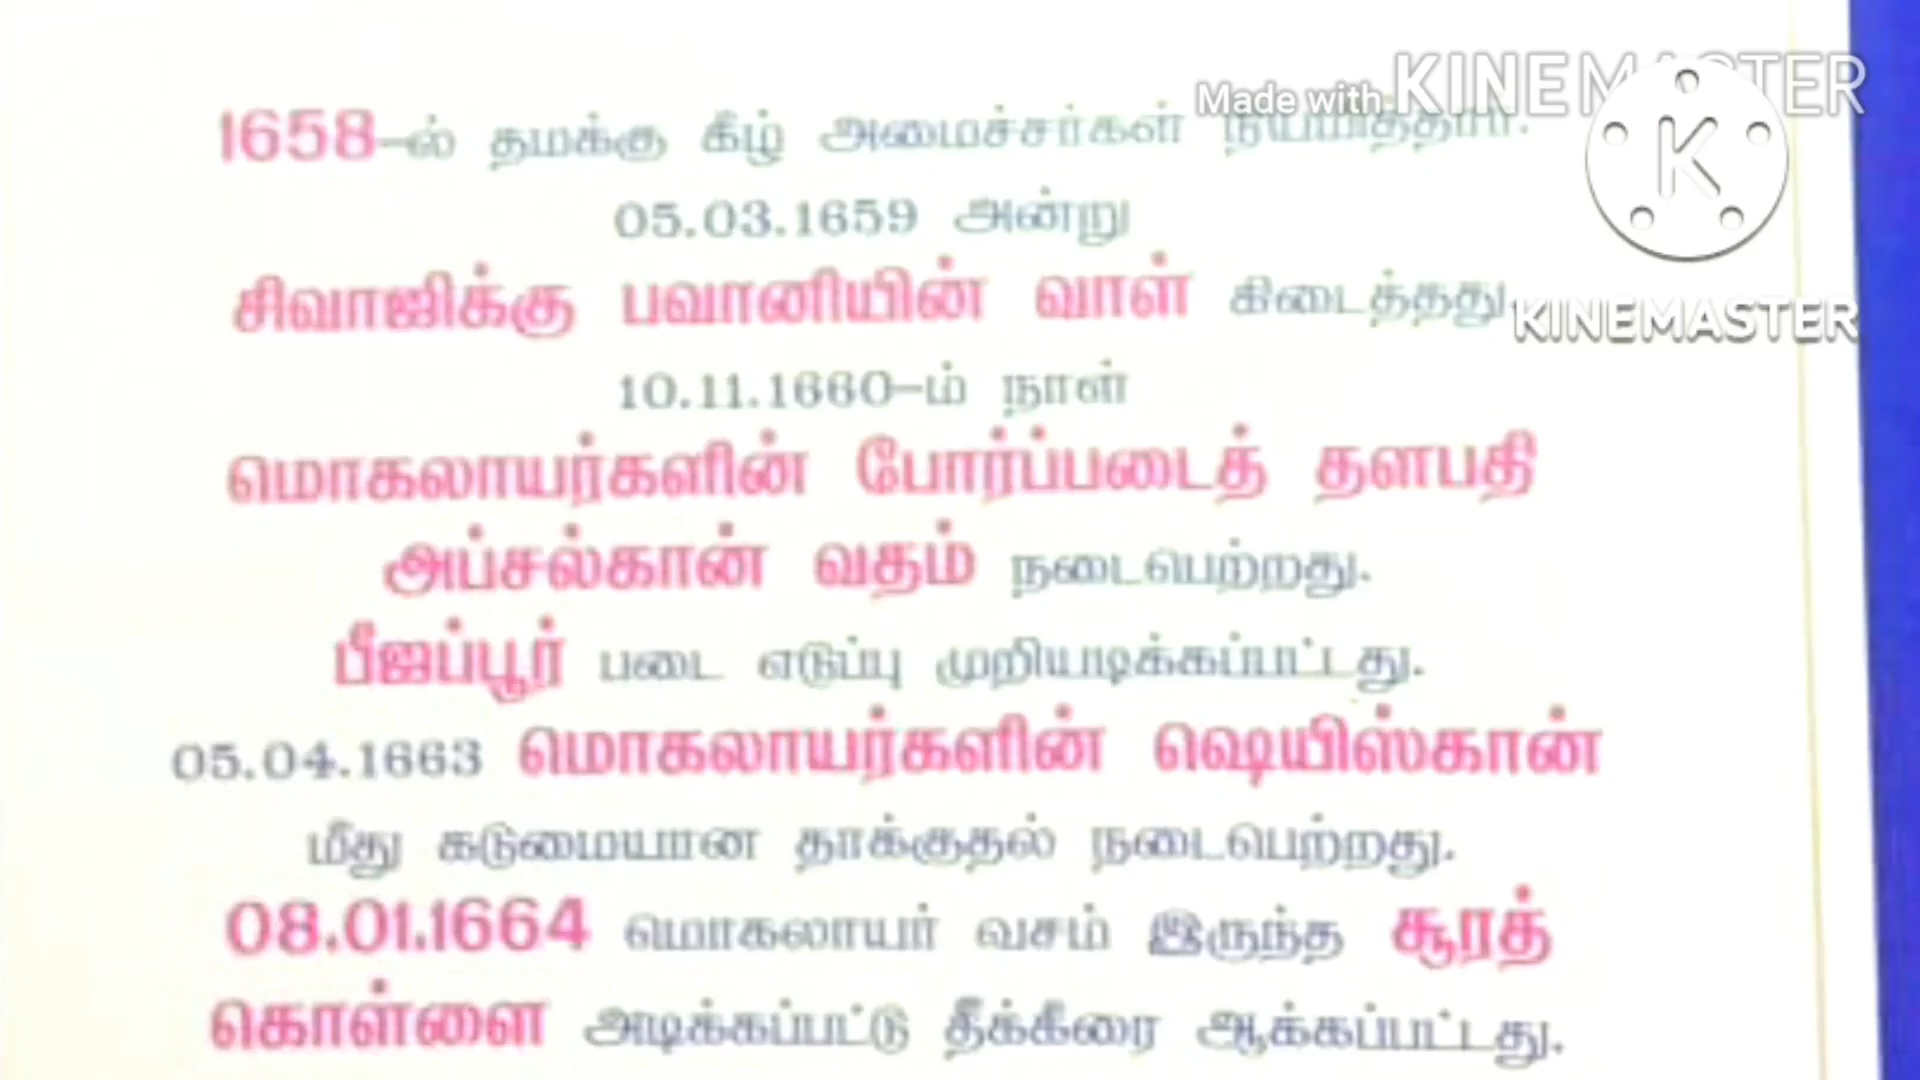 Made with KINEMASTER
1658-ல் தமக்கு கீழ் அமைச்சர்கள் நியமித்தார்.
05.03.1659 அன்று
சிவாஜிக்கு பவானியின் வாள் கிடைத்தது.
KINEMASTER
10.11.1660-ம் நாள்
மொகலாயர்களின் போர்ப்படைத் தளபதி
அப்சல்கான் வதம் நடைபெற்றது.
பீஜப்பூர் படை எடுப்பு முறியடிக்கப்பட்டது.
05.04.1663 மொகலாயர்களின் ஷெயிஸ்கான்
மீது கடுமையான தாக்குதல் நடைபெற்றது.
08.01.1664 மொகலாயர் வசம் இருந்த சூரத்
கொள்ளை அடிக்கப்பட்டு தீக்கீரை ஆக்கப்பட்டது.